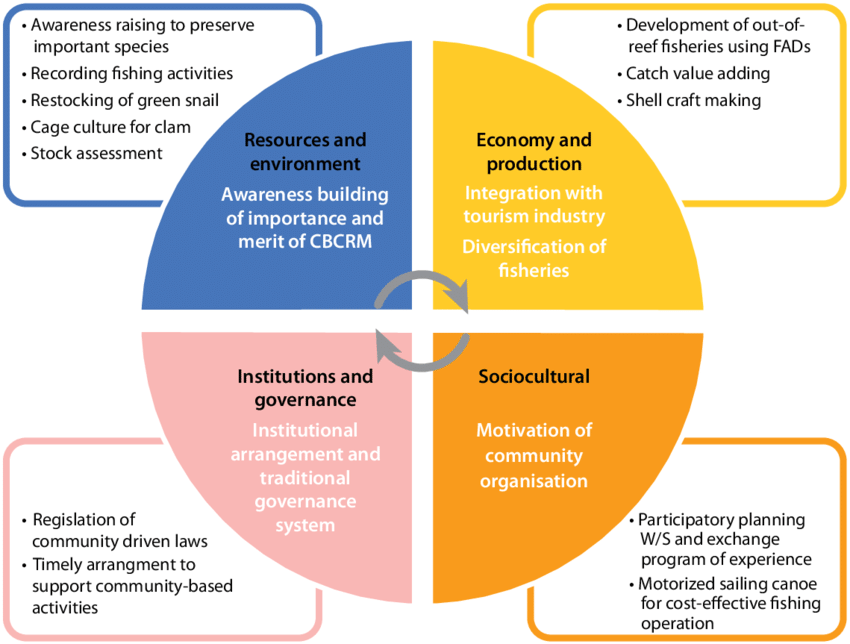 • Awareness raising to preserve
important species
• Recording fishing activities
• Restocking of green snail
• Cage culture for clam
• Stock assessment
• Development of out-of-
reef fisheries using FADs
• Catch value adding
• Shell craft making
Resources and
environment
Awareness building
of importance and
merit of CBCRM
Economy and
production
Integration with
tourism industry
Diversification of
fisheries
Institutions and
governance
Institutional
arrangement and
traditional
governance
system
Sociocultural
Motivation of
community
organisation
• Regislation of
community driven laws
• Timely arrangment to
support community-based
activities
• Participatory planning
W/S and exchange
program of experience
• Motorized sailing canoe
for cost-effective fishing
operation